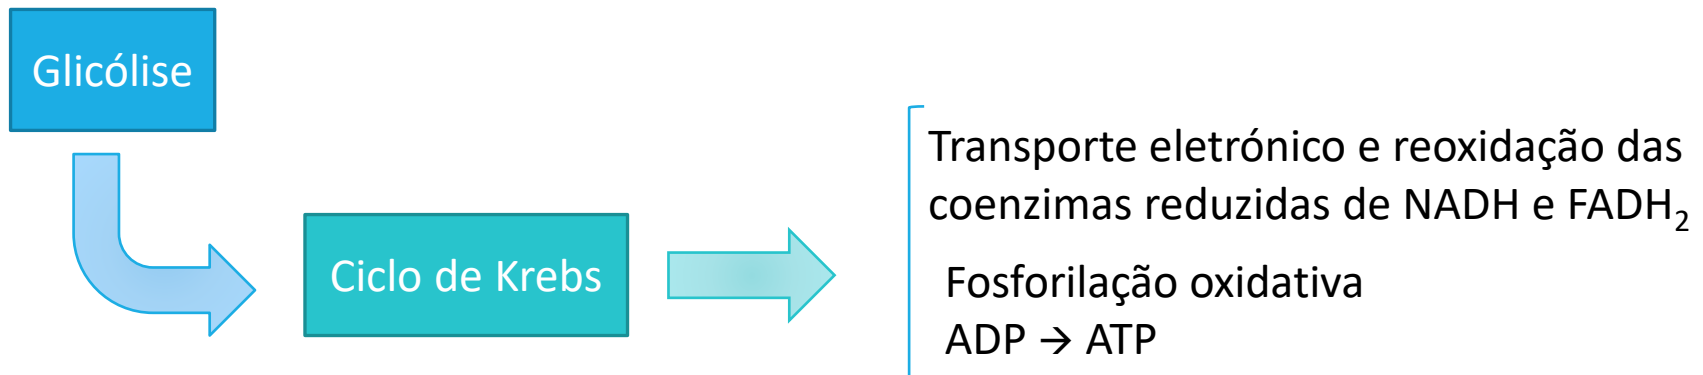 Glicólise
Ciclo de Krebs
Transporte eletrónico e reoxidação das
coenzimas reduzidas de NADH e FADH₂
Fosforilação oxidativa
ADP → ATP